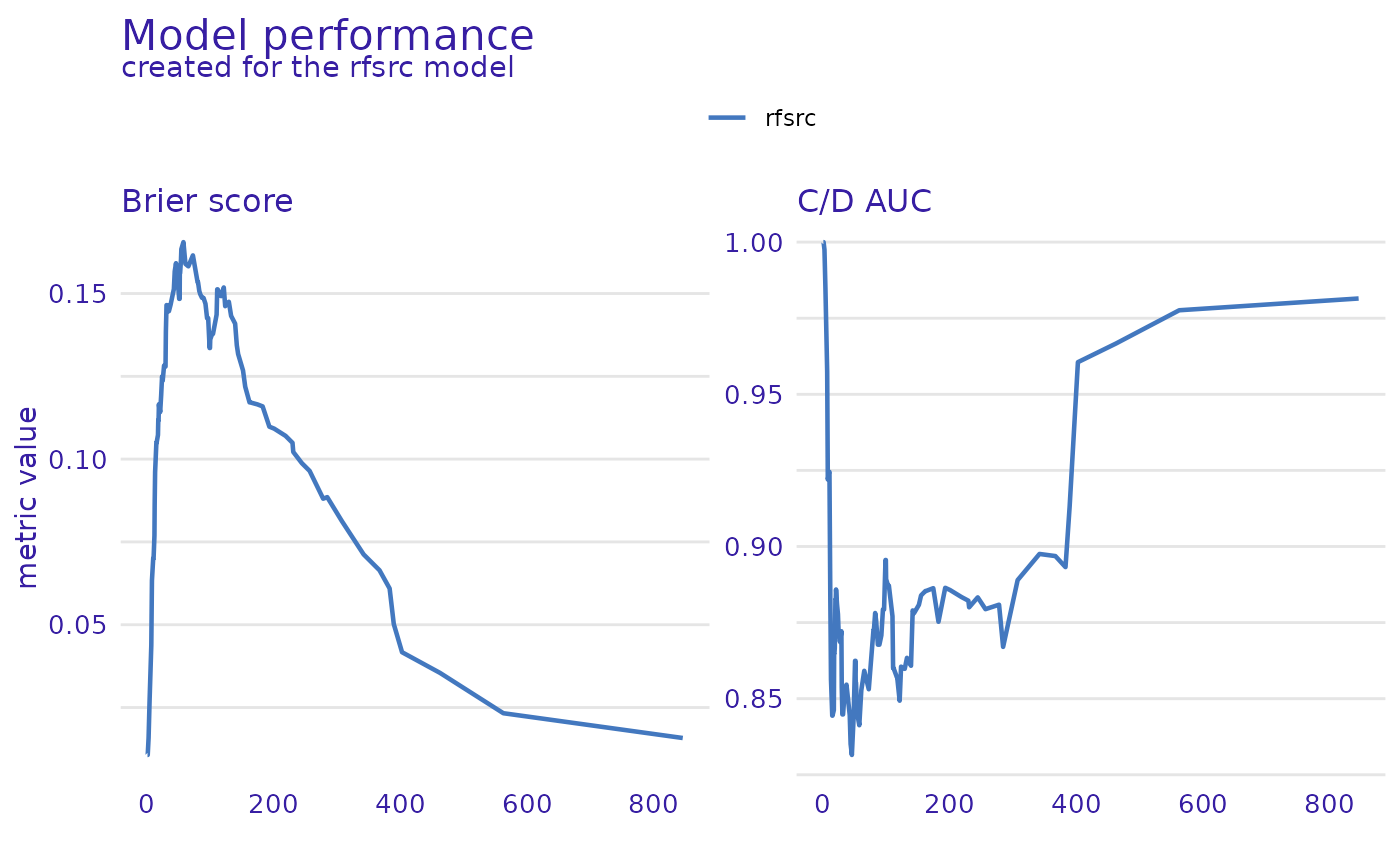 Model performance
created for the rfsrc model
rfsrc
Brier score
C/D AUC
metric value
0.15
0.10
0.05
0 200 400 600 800
1.00
0.95
0.90
0.85
0 200 400 600 800